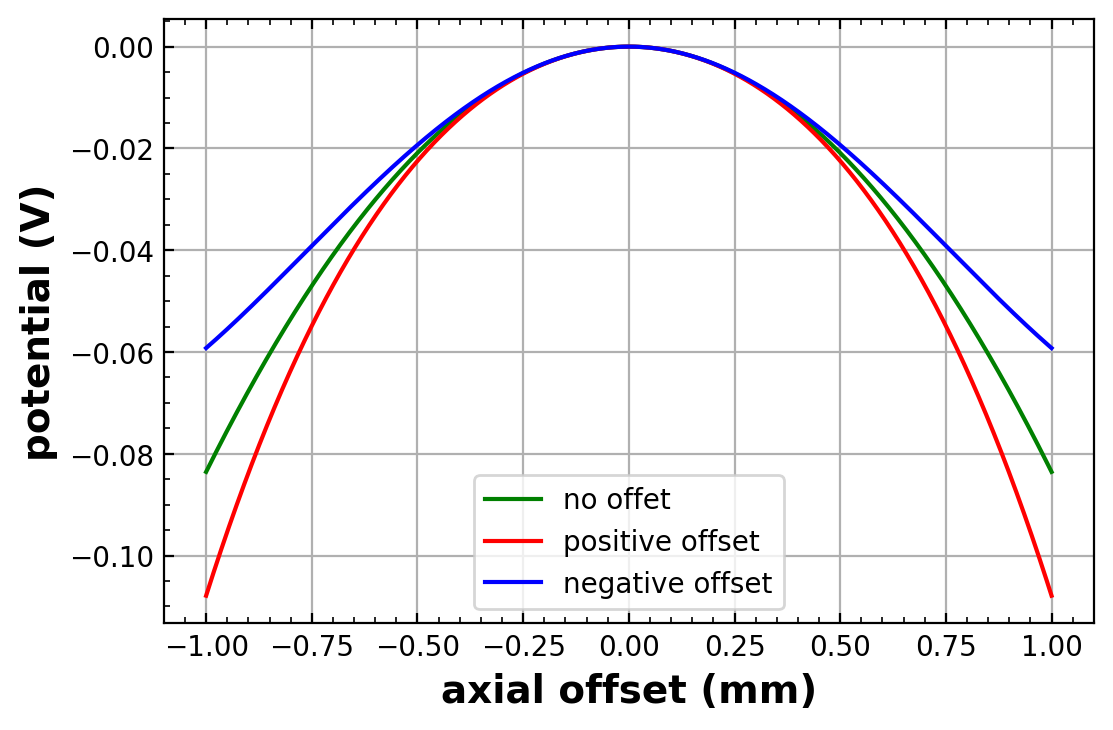 0.00
−0.02
−0.04
−0.06
−0.08
−0.10
potential (V)
−1.00 −0.75 −0.50 −0.25 0.00 0.25 0.50 0.75 1.00
axial offset (mm)
no offet
positive offset
negative offset